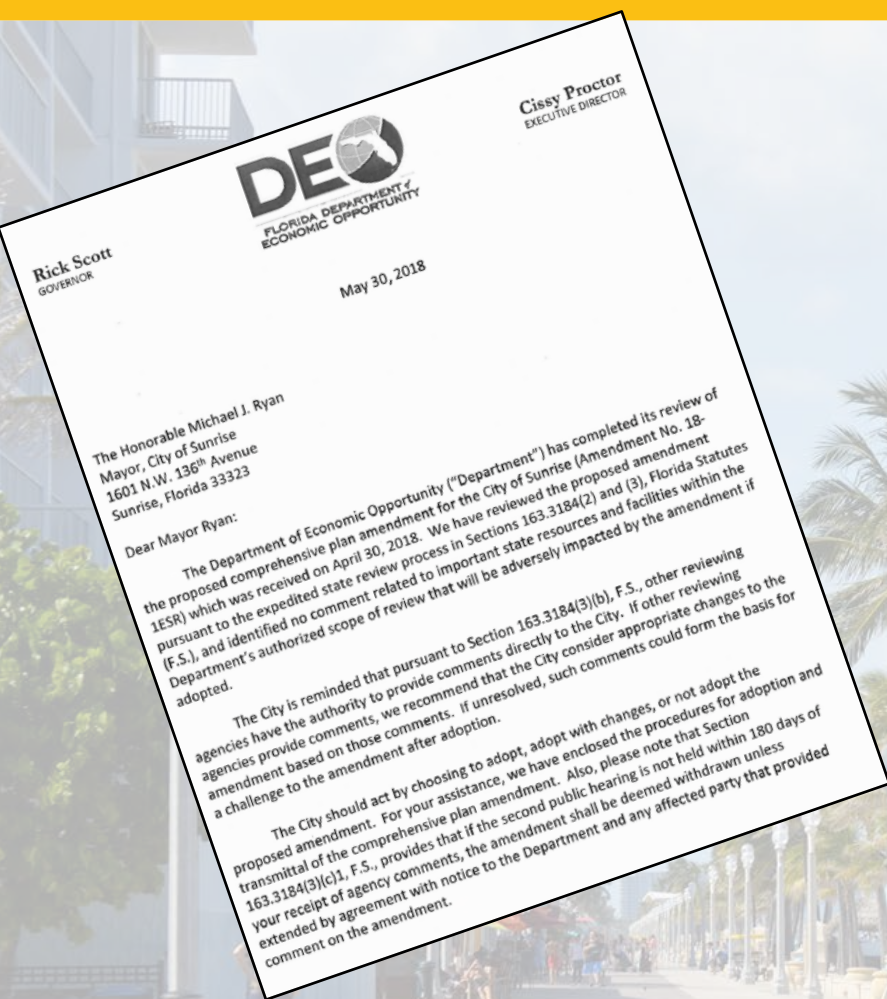 Cissy Proctor
EXECUTIVE DIRECTOR
DEO
FLORIDA DEPARTMENT of
ECONOMIC OPPORTUNITY
Rick Scott
GOVERNOR
May 30, 2018
The Honorable Michael J. Ryan
Mayor, City of Sunrise
1601 N.W. 136th Avenue
Sunrise, Florida 33323
Dear Mayor Ryan:
The Department of Economic Opportunity (“Department”) has completed its review of
the proposed comprehensive plan amendment for the City of Sunrise (Amendment No. 18-
1ESR) which was received on April 30, 2018. We have reviewed the proposed amendment
pursuant to the expedited state review process in Sections 163.3184(2) and (3), Florida Statutes
(F.S.), and identified no comment related to important state resources and facilities within the
Department’s authorized scope of review that will be adversely impacted by the amendment if
adopted.
The City is reminded that pursuant to Section 163.3184(3)(b), F.S., other reviewing
agencies have the authority to provide comments directly to the City. If other reviewing
agencies provide comments, we recommend that the City consider appropriate changes to the
amendment based on those comments. If unresolved, such comments could form the basis for
a challenge to the amendment after adoption.
The City should act by choosing to adopt, adopt with changes, or not adopt the
proposed amendment. For your assistance, we have enclosed the procedures for adoption and
transmittal of the comprehensive plan amendment. Also, please note that Section
163.3184(3)(c)1, F.S., provides that if the second public hearing is not held within 180 days of
your receipt of agency comments, the amendment shall be deemed withdrawn unless
extended by agreement with notice to the Department and any affected party that provided
comment on the amendment.